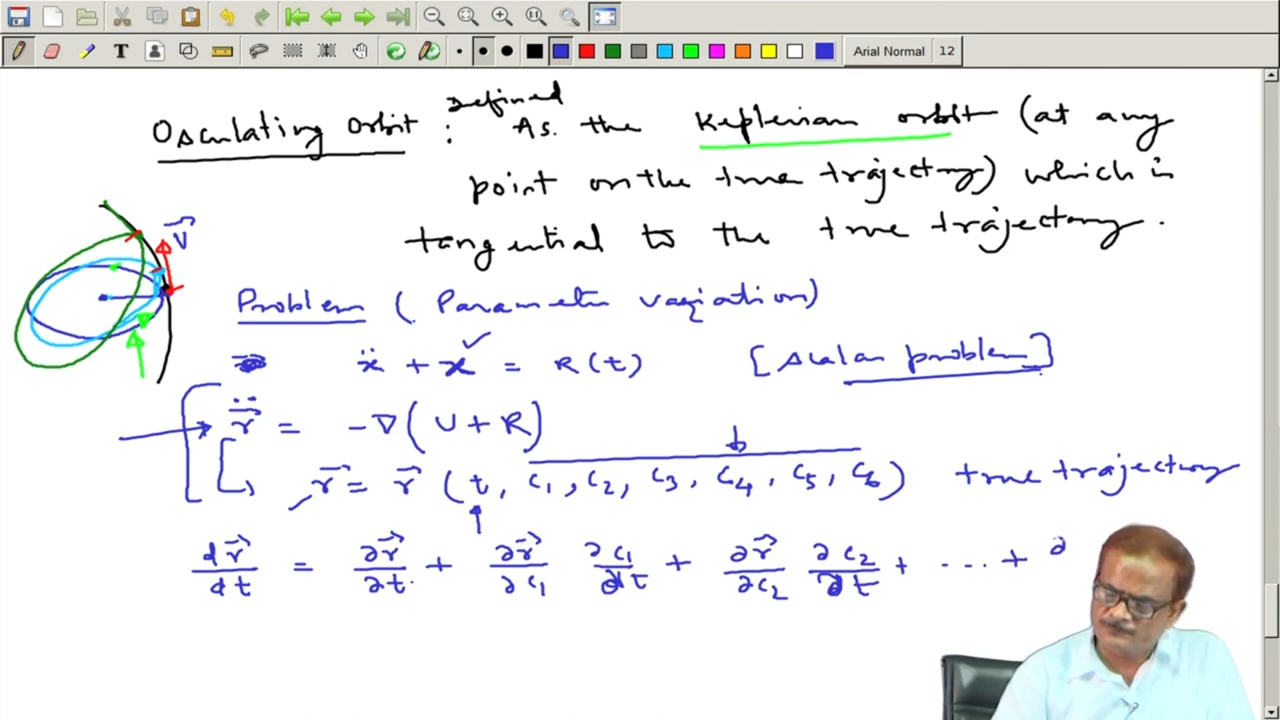 Arial Normal 12
Defined
Osculating Orbit : As the Keplerian orbit (at any
point on the true trajectory) which is
tangential to the true trajectory.
V⃗
Problem ( Parameter variation)
ẍ + x = R(t) [scalar problem]
r⃗̈ = -∇(U+R)
r⃗ = r⃗ (t, c₁, c₂, c₃, c₄, c₅, c₆) true trajectory
dr⃗/dt = ∂r⃗/∂t + ∂r⃗/∂c₁ ∂c₁/∂t + ∂r⃗/∂c₂ ∂c₂/∂t + ... + ∂